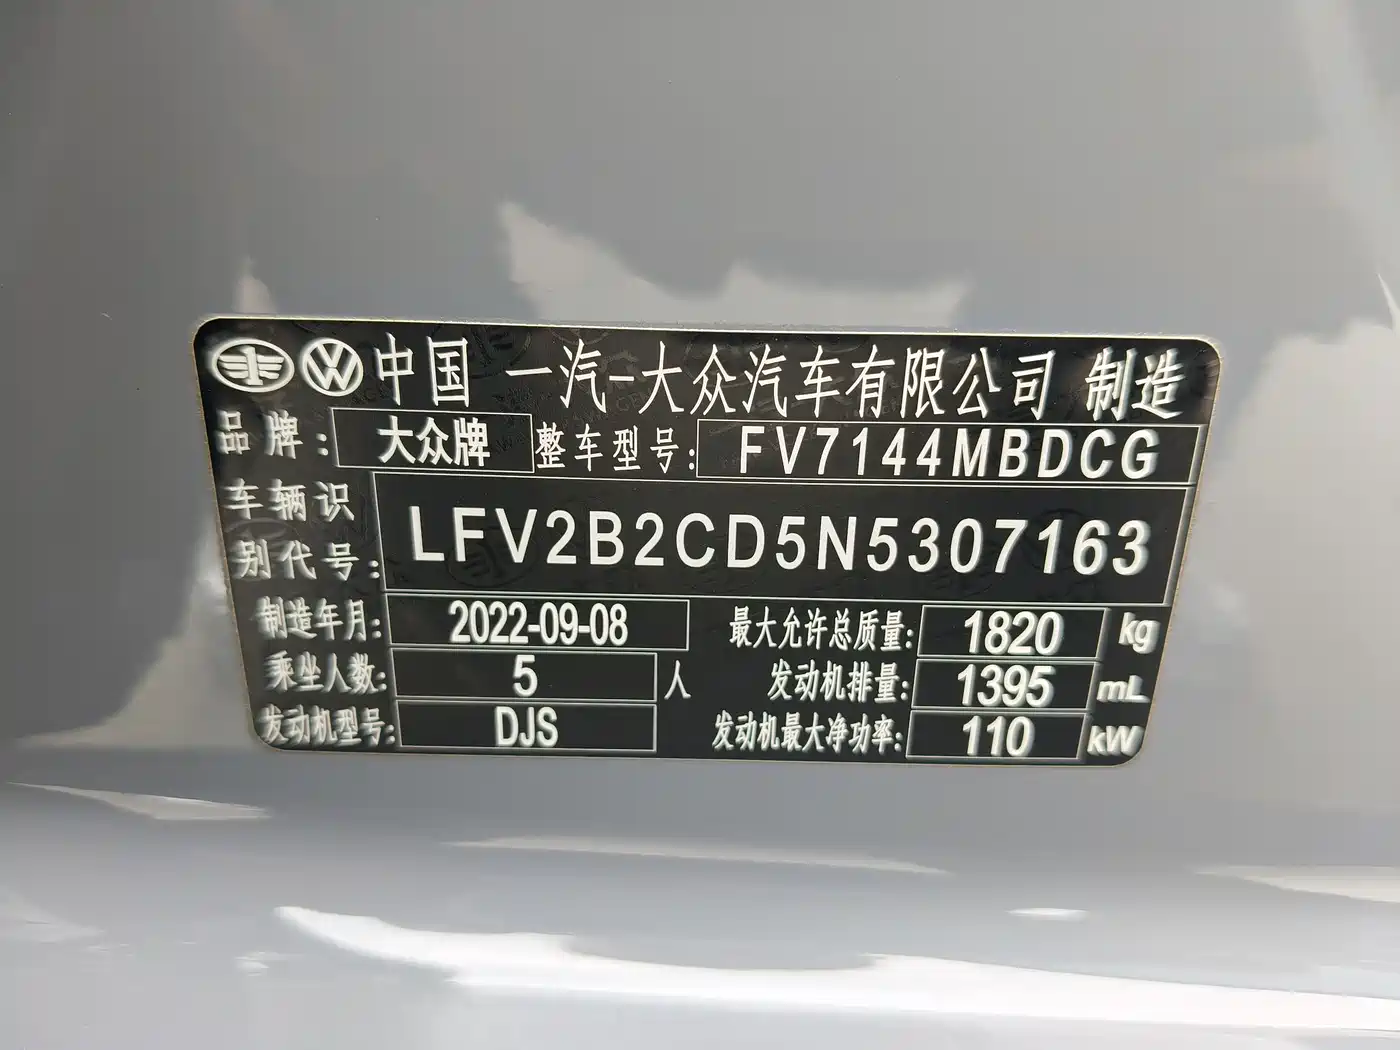 中国 一汽-大众汽车有限公司 制造
品牌: 大众牌 整车型号: FV7144MBDCG
车辆识别代号: LFV2B2CD5N5307163
制造年月: 2022-09-08 最大允许总质量: 1820 kg
乘坐人数: 5 人 发动机排量: 1395 mL
发动机型号: DJS 发动机最大净功率: 110 kW